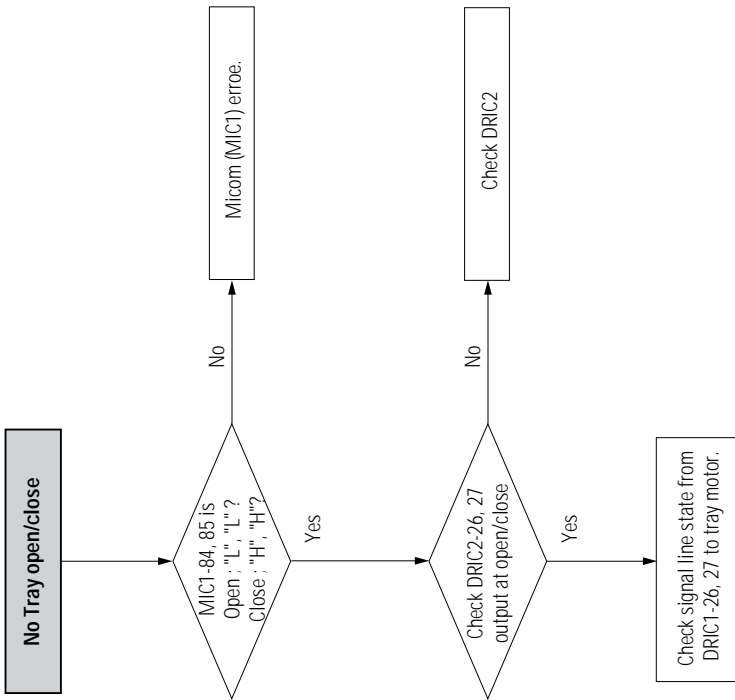 No Tray open/close
MIC1-84, 85 is
Open ; "L", "L" ?
Close ; "H", "H"?
No
Micom (MIC1) erroe.
Yes
Check DRIC2-26, 27
output at open/close
No
Check DRIC2
Yes
Check signal line state from
DRIC1-26, 27 to tray motor.